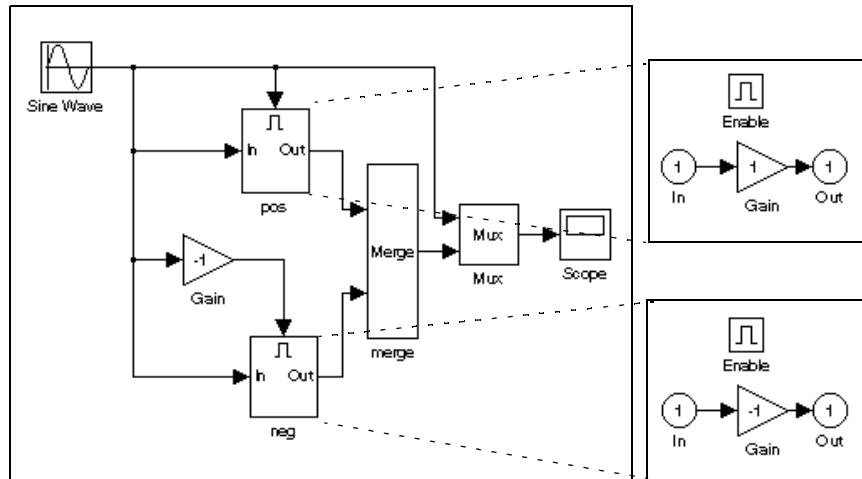 Sine Wave
In
Out
pos
-1
Gain
In
Out
neg
Merge
merge
Mux
Mux
Scope
Enable
1
In
1
Gain
1
Out
Enable
1
In
-1
Gain
1
Out